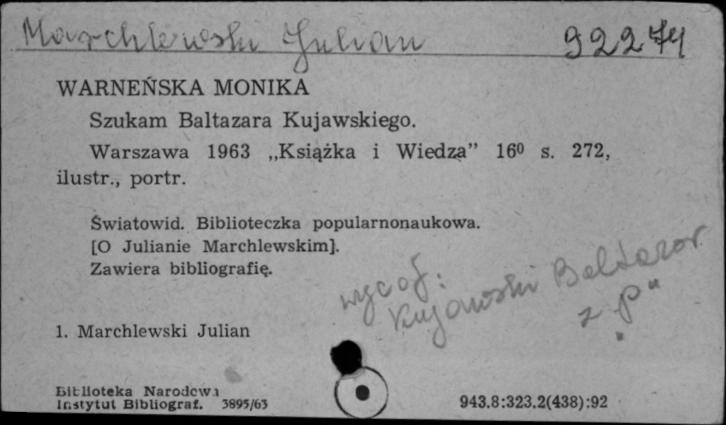 Marchlewski Julian 92274
WARNEŃSKA MONIKA
Szukam Baltazara Kujawskiego.
Warszawa 1963 „Książka i Wiedza” 16⁰ s. 272,
ilustr., portr.
Światowid. Biblioteczka popularnonaukowa.
[O Julianie Marchlewskim].
Zawiera bibliografię.
wycof:
Kujawski Baltazar
z „p"
1. Marchlewski Julian
Biblioteka Narodowa
Instytut Bibliograf. 3895/63
943.8:323.2(438):92